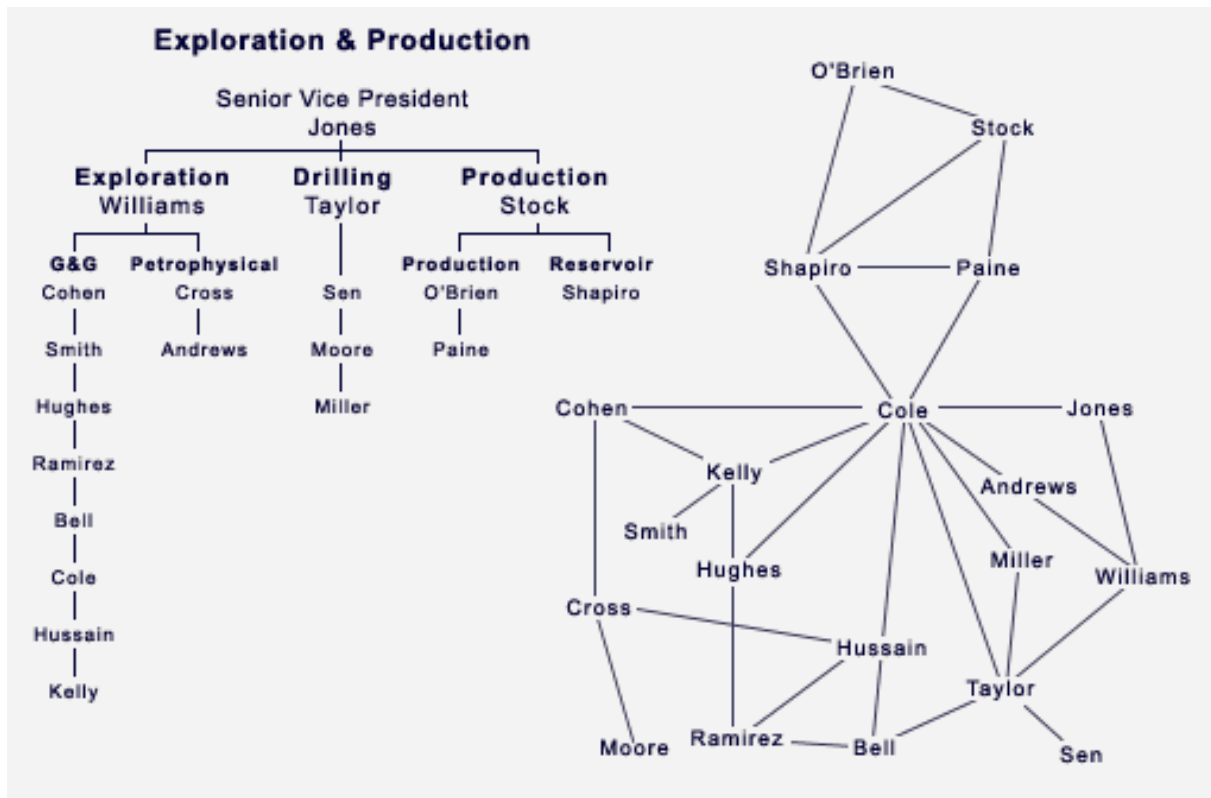 Exploration & Production
Senior Vice President
Jones
Exploration Drilling Production
Williams Taylor Stock
G&G Petrophysical Production Reservoir
Cohen Cross Sen O'Brien Shapiro
Smith Andrews Moore Paine
Hughes Miller
Ramirez
Bell
Cole
Hussain
Kelly
O'Brien
Stock
Shapiro Paine
Cohen Cole Jones
Kelly Andrews
Smith
Hughes Miller Williams
Cross
Hussain
Taylor
Moore Ramirez Bell Sen